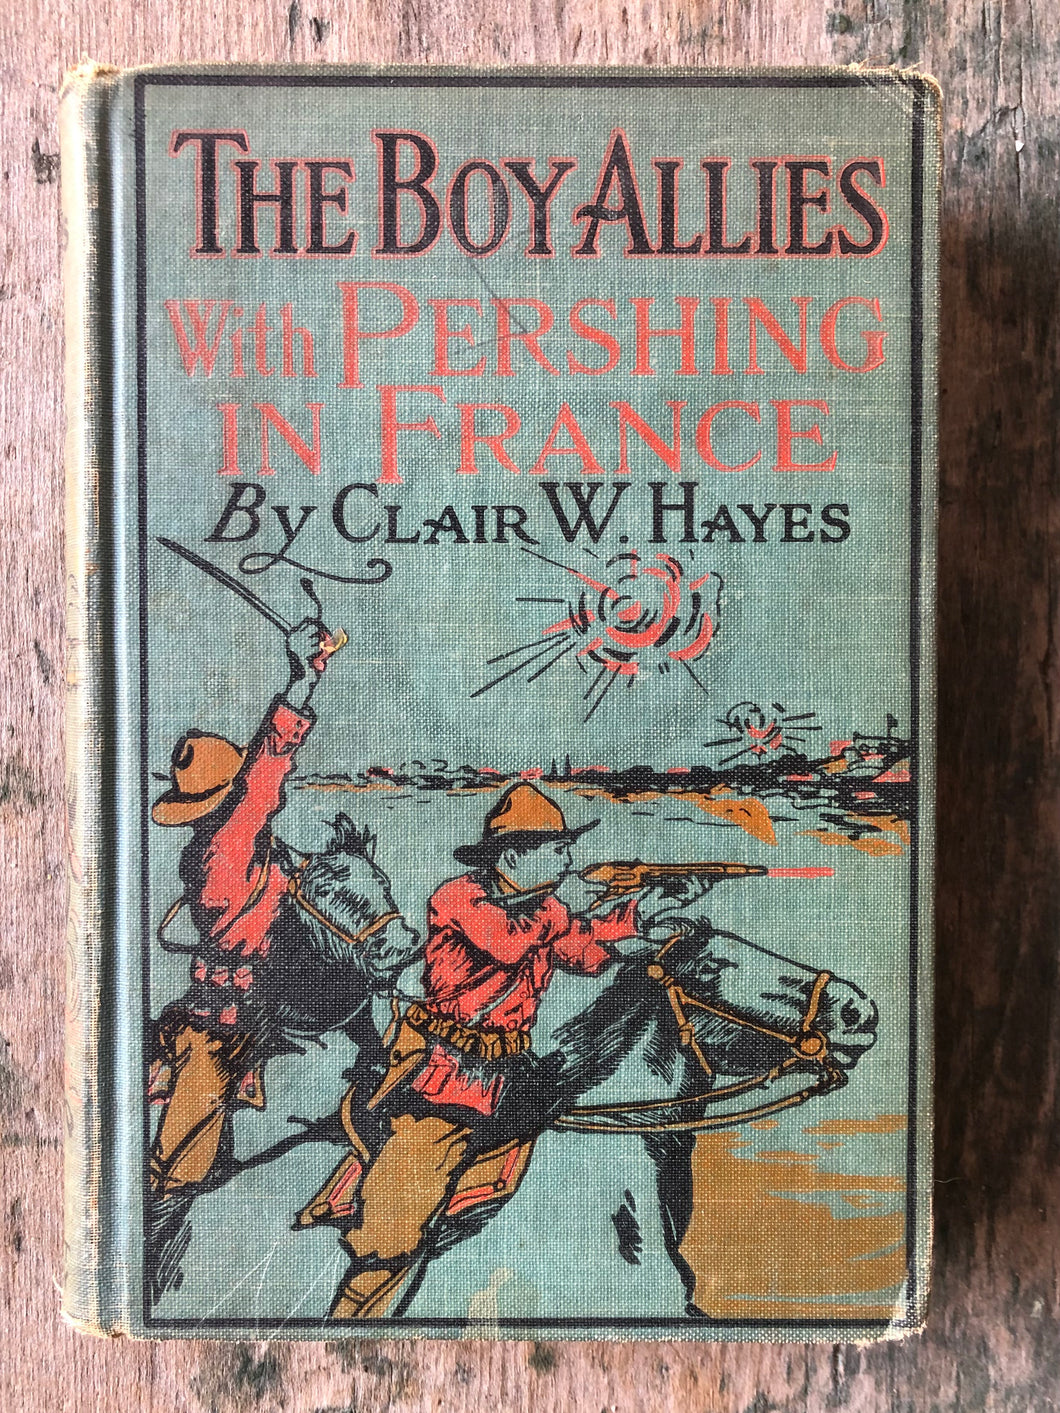 THE BOY ALLIES
With PERSHING
IN FRANCE
By CLAIR W. HAYES